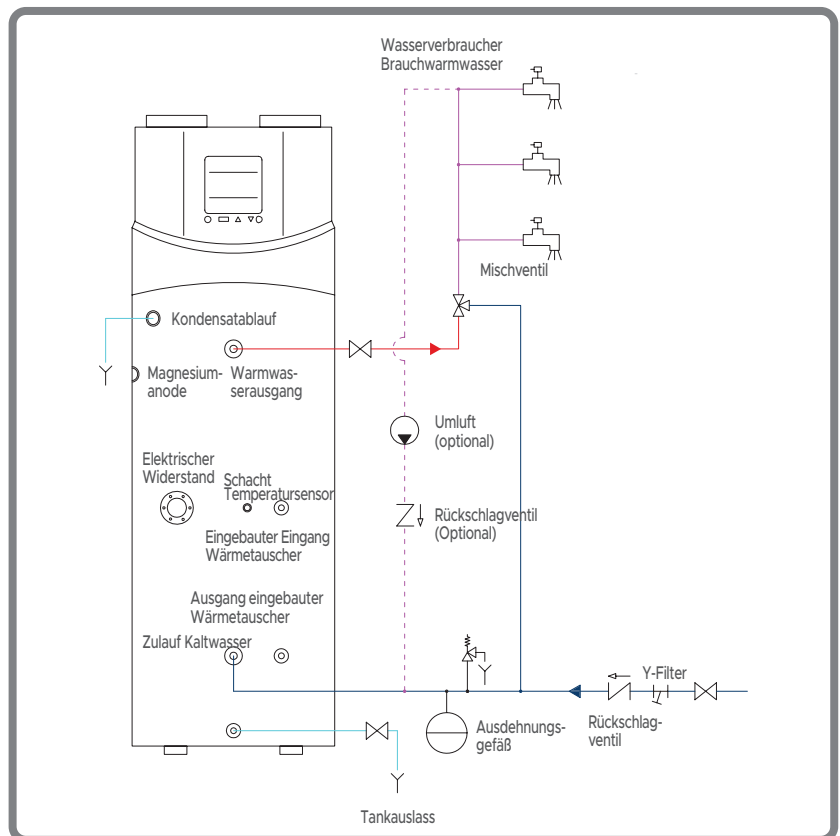 Wasserverbraucher
Brauchwarmwasser
Mischventil
Kondensatablauf
Magnesium-
anode
Warmwas-
serausgang
Umluft
(optional)
Elektrischer
Widerstand
Schacht
Temperatursensor
Rückschlagventil
(Optional)
Eingebauter Eingang
Wärmetauscher
Ausgang eingebauter
Wärmetauscher
Zulauf Kaltwasser
Y-Filter
Ausdehnungs-
gefäß
Rückschlag-
ventil
Tankauslass